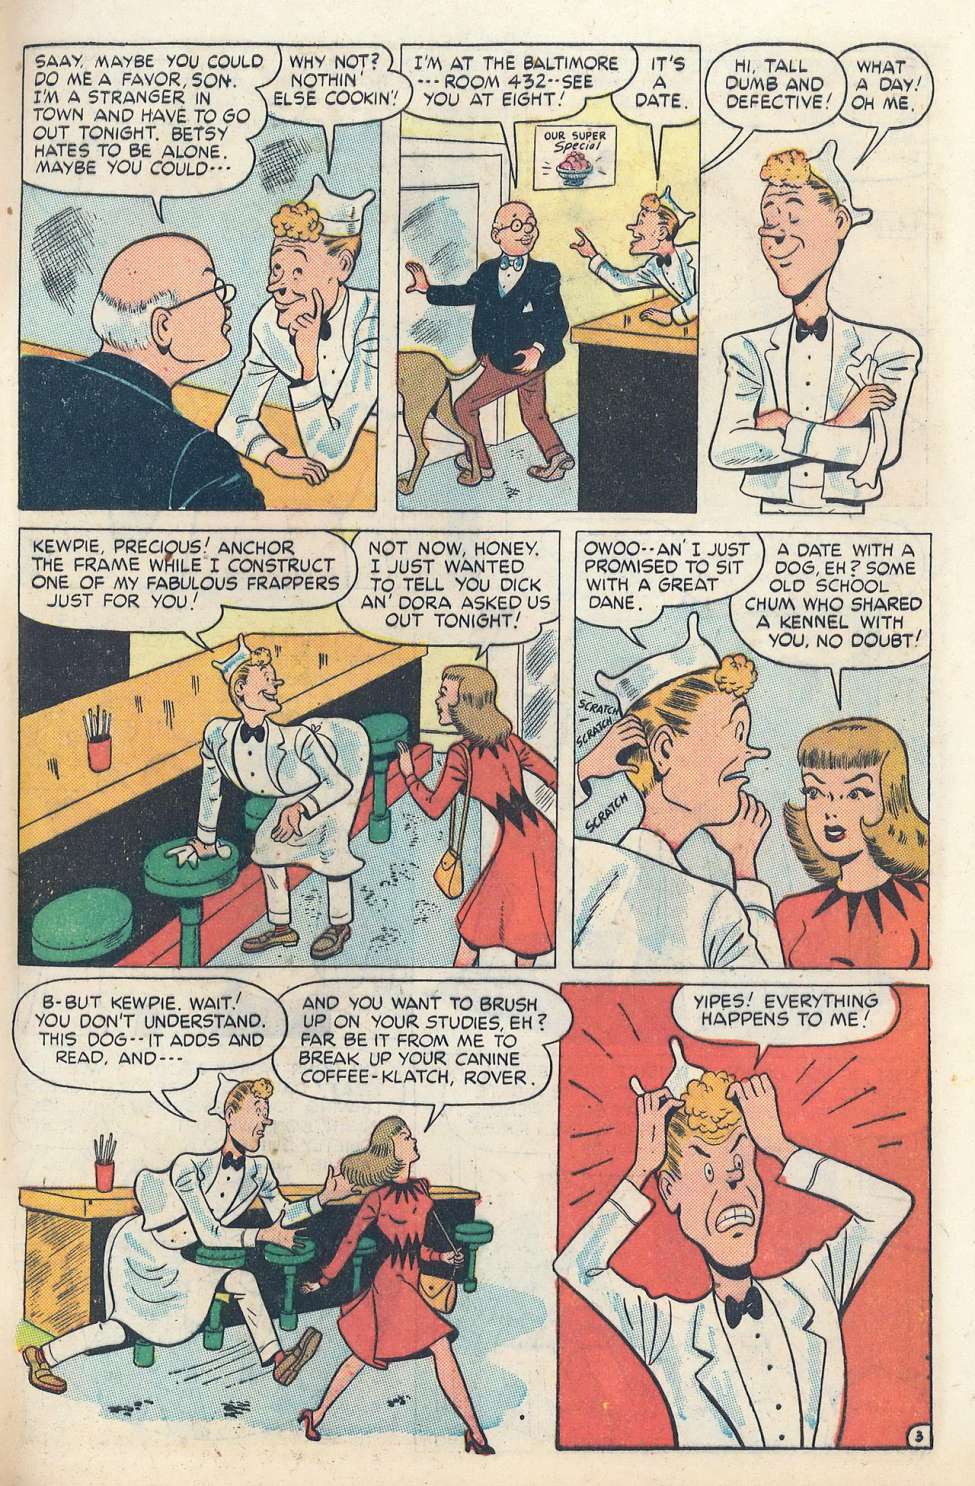 SAAY, MAYBE YOU COULD
DO ME A FAVOR, SON.
I'M A STRANGER IN
TOWN AND HAVE TO GO
OUT TONIGHT. BETSY
HATES TO BE ALONE.
MAYBE YOU COULD---
WHY NOT?
NOTHIN'
ELSE COOKIN'!
I'M AT THE BALTIMORE
---ROOM 432--SEE
YOU AT EIGHT!
IT'S
A
DATE.
OUR SUPER
Special
HI, TALL
DUMB AND
DEFECTIVE!
WHAT
A DAY!
OH ME.
KEWPIE, PRECIOUS! ANCHOR
THE FRAME WHILE I CONSTRUCT
ONE OF MY FABULOUS FRAPPERS
JUST FOR YOU!
NOT NOW, HONEY.
I JUST WANTED
TO TELL YOU DICK
AN' DORA ASKED US
OUT TONIGHT!
OWOO--AN' I JUST
PROMISED TO SIT
WITH A GREAT
DANE.
A DATE WITH A
DOG, EH? SOME
OLD SCHOOL
CHUM WHO SHARED
A KENNEL WITH
YOU, NO DOUBT!
SCRATCH
SCRATCH
SCRATCH
B-BUT KEWPIE, WAIT!
YOU DON'T UNDERSTAND.
THIS DOG--IT ADDS AND
READ, AND---
AND YOU WANT TO BRUSH
UP ON YOUR STUDIES, EH?
FAR BE IT FROM ME TO
BREAK UP YOUR CANINE
COFFEE-KLATCH, ROVER.
YIPES! EVERYTHING
HAPPENS TO ME!
3